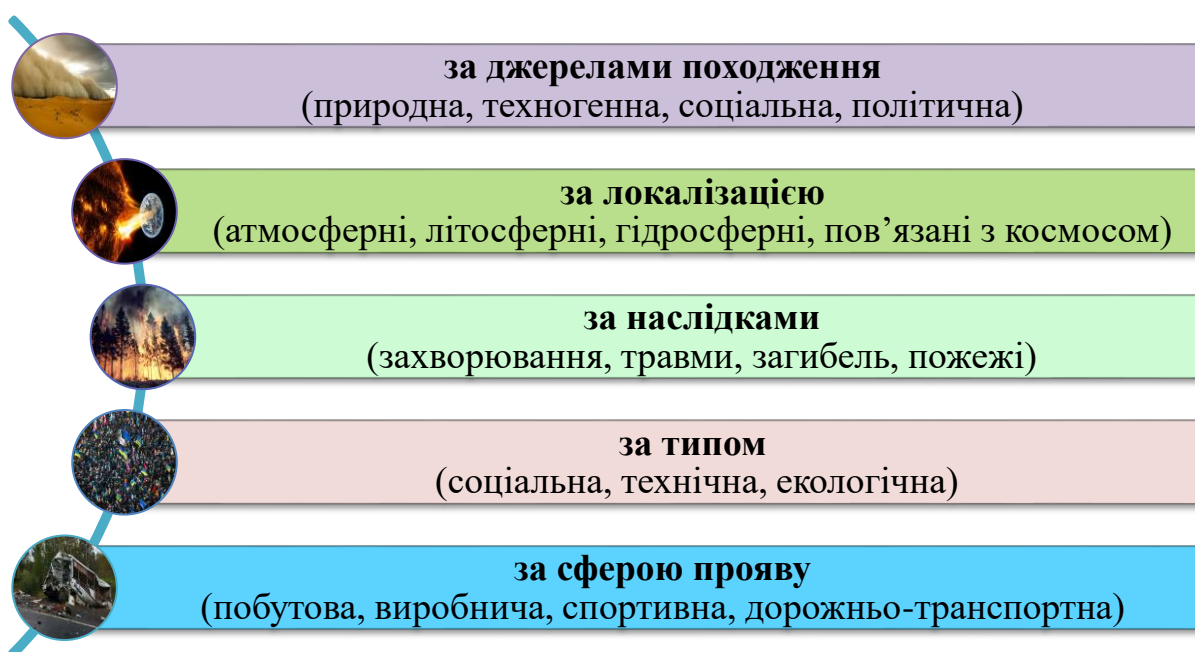 за джерелами походження
(природна, техногенна, соціальна, політична)
за локалізацією
(атмосферні, літосферні, гідросферні, пов’язані з космосом)
за наслідками
(захворювання, травми, загибель, пожежі)
за типом
(соціальна, технічна, екологічна)
за сферою прояву
(побутова, виробнича, спортивна, дорожньо-транспортна)